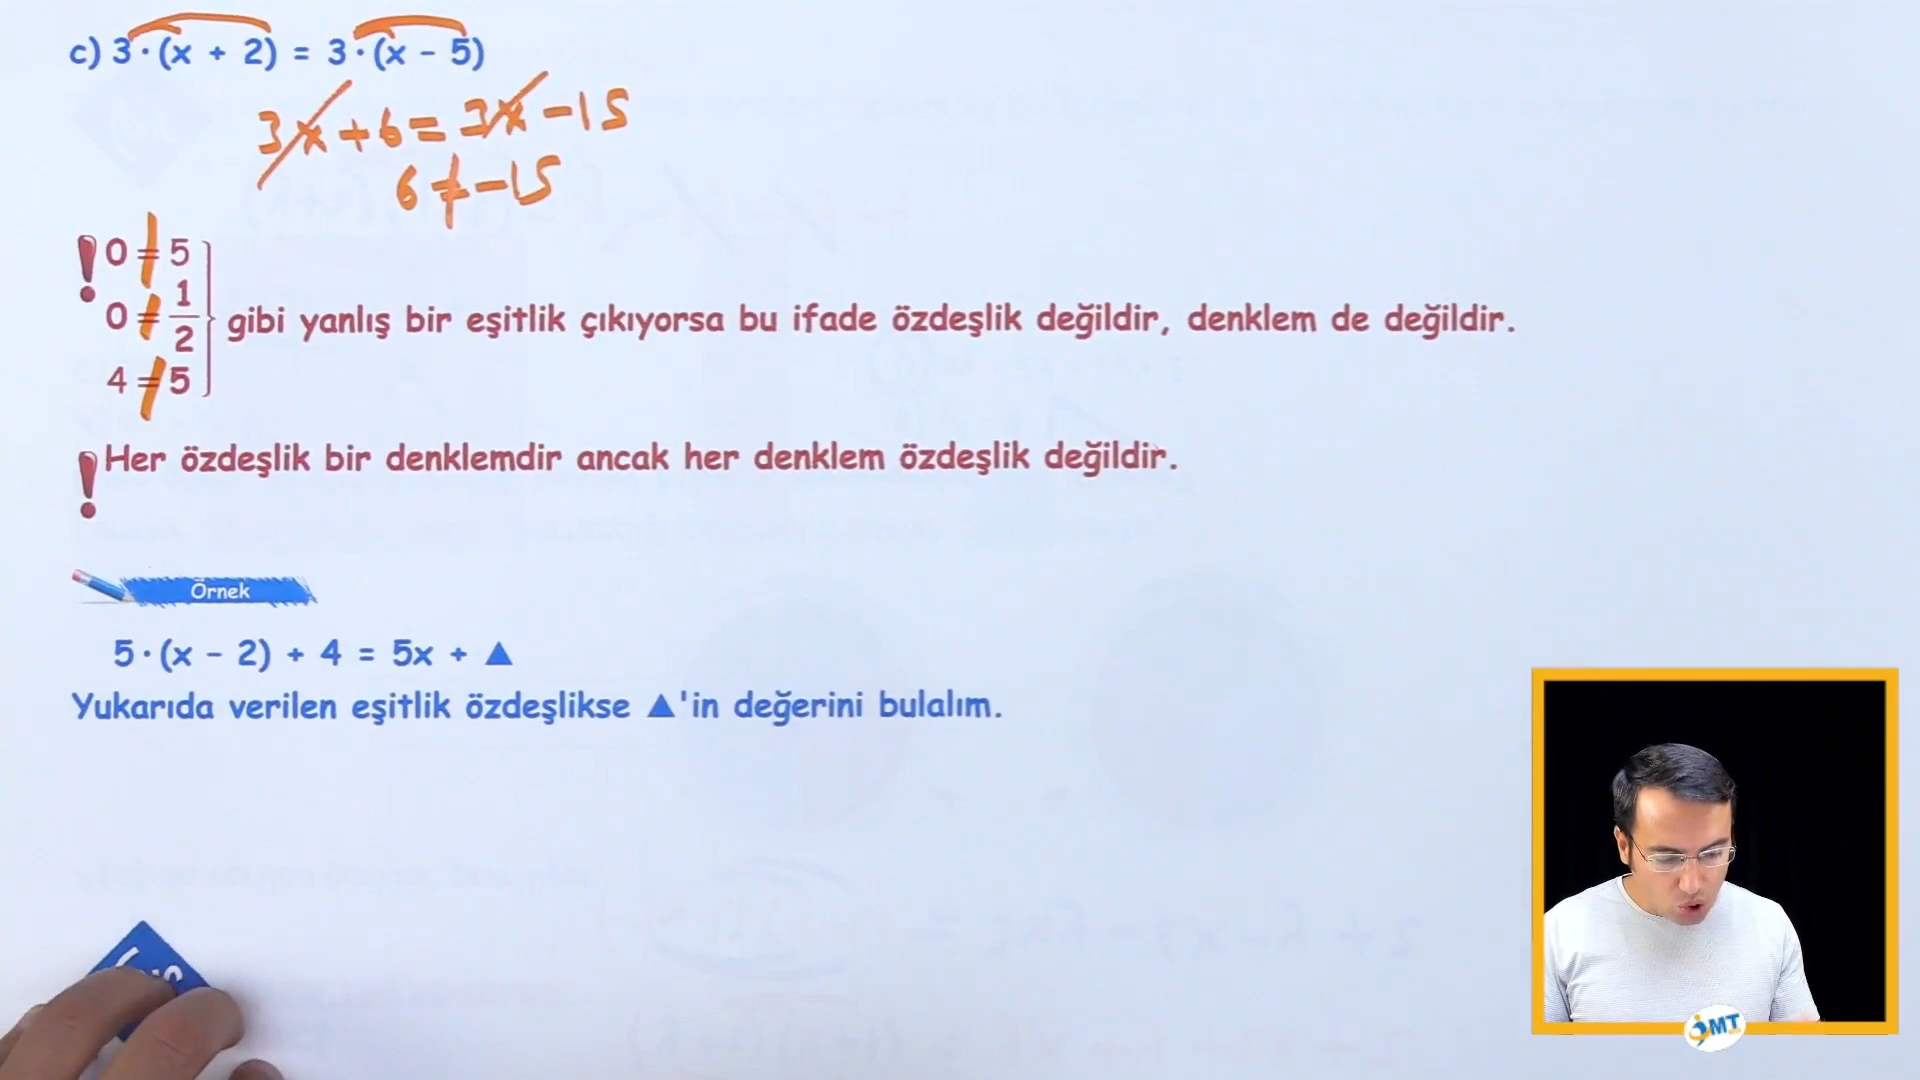 c) 3·(x + 2) = 3·(x - 5)
3x + 6 = 3x - 15
6 ≠ -15
! 0 = 5
0 = 1/2
4 = 5
gibi yanlış bir eşitlik çıkıyorsa bu ifade özdeşlik değildir, denklem de değildir.
! Her özdeşlik bir denklemdir ancak her denklem özdeşlik değildir.
Örnek
5·(x - 2) + 4 = 5x + ▲
Yukarıda verilen eşitlik özdeşlikse ▲'in değerini bulalım.
MT